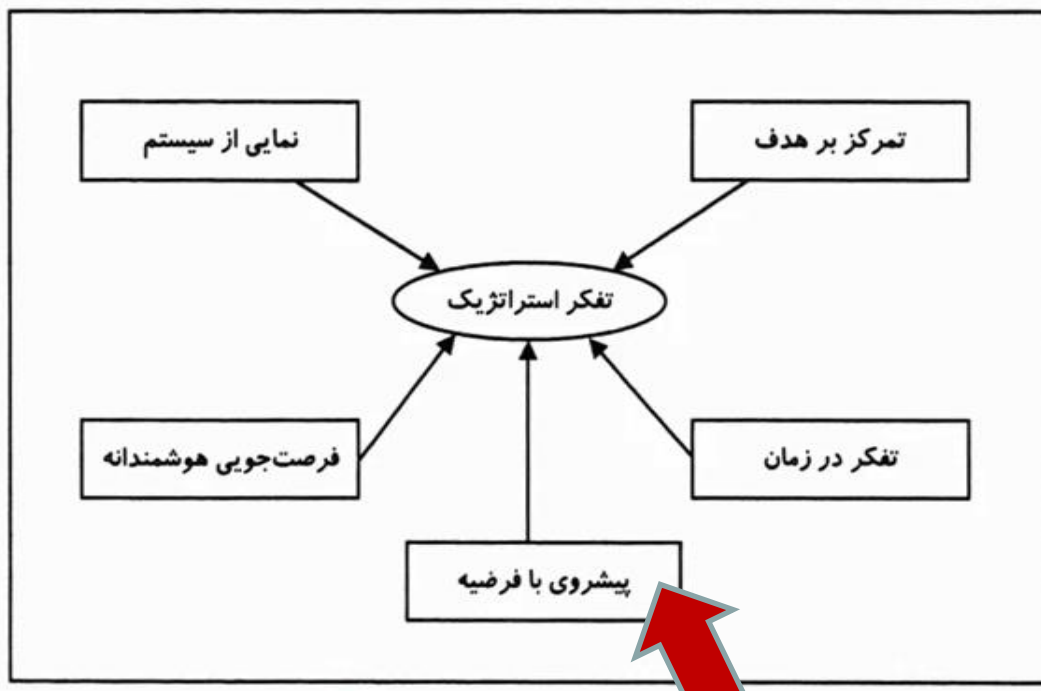 تمرکز بر هدف
نمایی از سیستم
تفکر استراتژیک
تفکر در زمان
فرصت‌جویی هوشمندانه
پیشروی با فرضیه